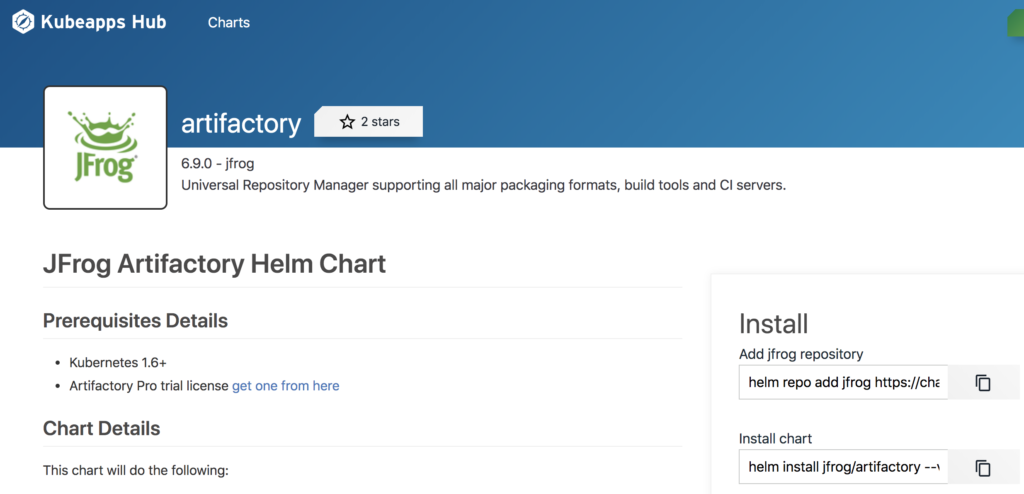 Kubeapps Hub Charts
JFrog
artifactory 2 stars
6.9.0 - jfrog
Universal Repository Manager supporting all major packaging formats, build tools and CI servers.
JFrog Artifactory Helm Chart
Prerequisites Details
• Kubernetes 1.6+
• Artifactory Pro trial license get one from here
Chart Details
This chart will do the following:
Install
Add jfrog repository
helm repo add jfrog https://cha
Install chart
helm install jfrog/artifactory --v